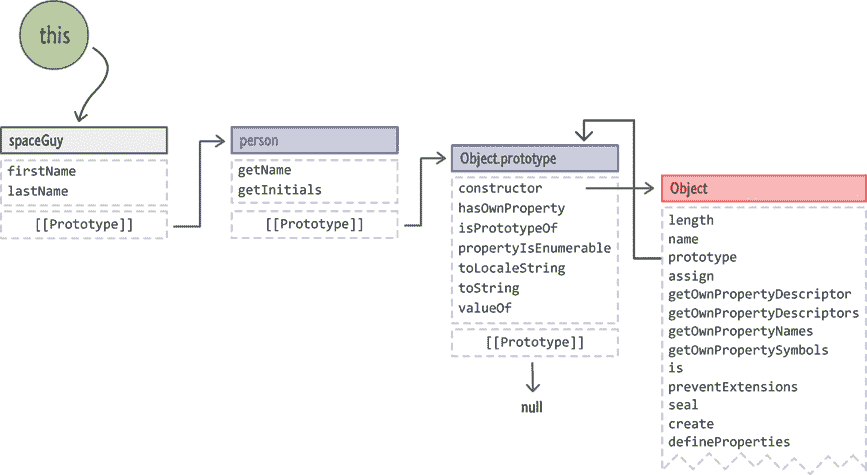 this
spaceGuy
firstName
lastName
[[Prototype]]
person
getName
getInitials
[[Prototype]]
Object.prototype
constructor
hasOwnProperty
isPrototypeOf
propertyIsEnumerable
toLocaleString
toString
valueOf
[[Prototype]]
null
Object
length
name
prototype
assign
getOwnPropertyDescriptor
getOwnPropertyDescriptors
getOwnPropertyNames
getOwnPropertySymbols
is
preventExtensions
seal
create
defineProperties